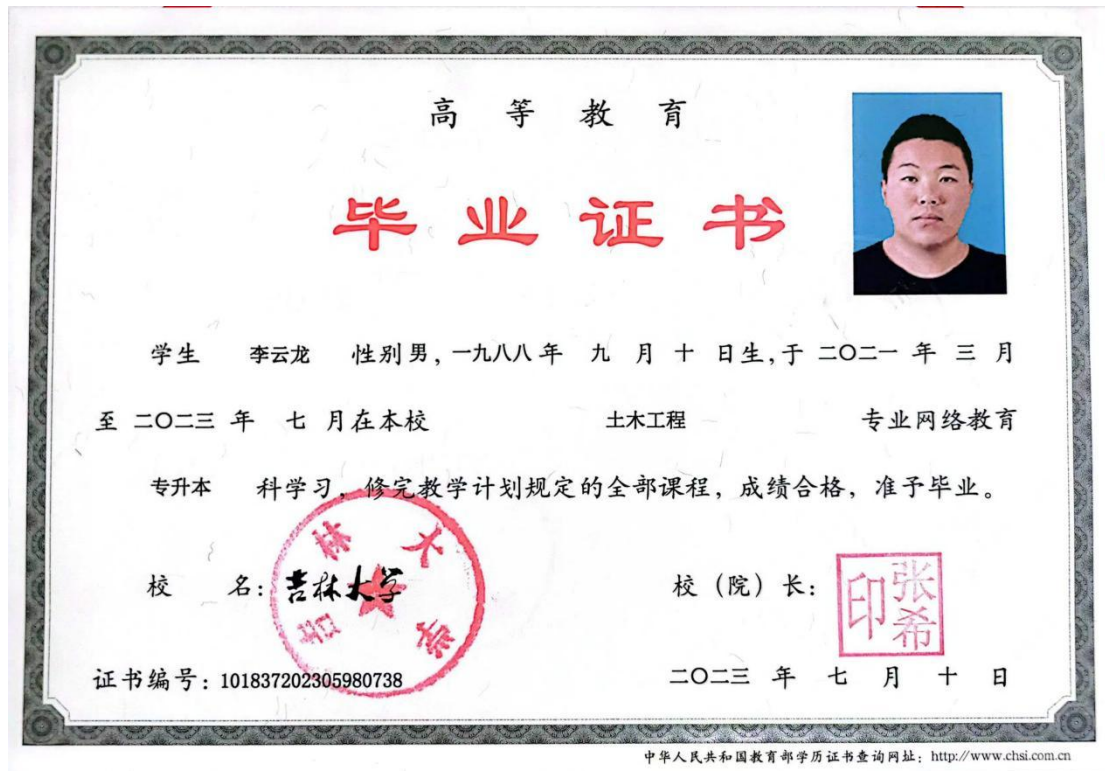 高等教育
毕业证书
学生 李云龙 性别男，一九八八年 九 月 十 日生，于 二〇二一 年 三 月
至 二〇二三 年 七 月在本校 土木工程 专业网络教育
专升本 科学习，修完教学计划规定的全部课程，成绩合格，准予毕业。
校 名：吉林大学
吉林大学
校（院）长：
张希印
证书编号：101837202305980738
二〇二三 年 七 月 十 日
中华人民共和国教育部学历证书查询网址：http://www.chsi.com.cn